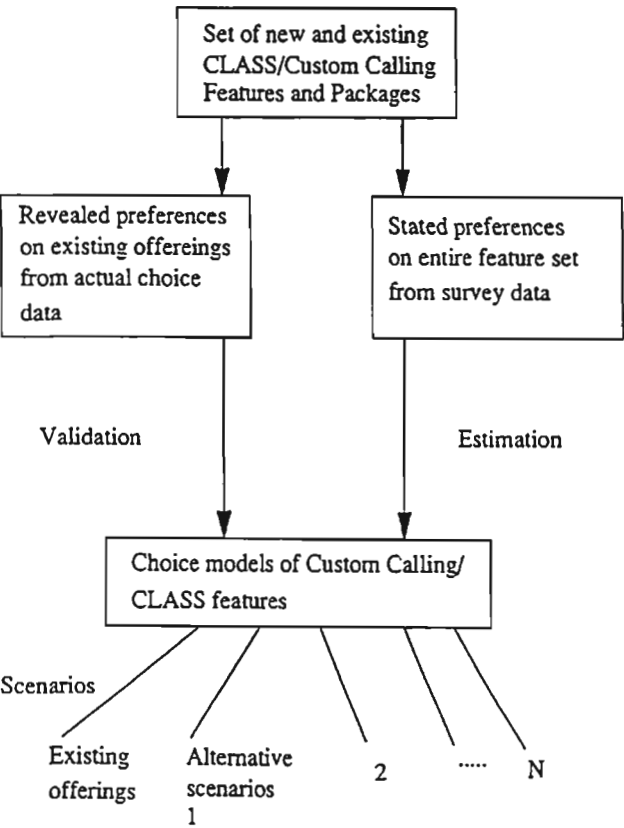 Set of new and existing
CLASS/Custom Calling
Features and Packages
Revealed preferences
on existing offereings
from actual choice
data
Stated preferences
on entire feature set
from survey data
Validation
Estimation
Choice models of Custom Calling/
CLASS features
Scenarios
Existing
offerings
Alternative
scenarios
1
2
.....
N